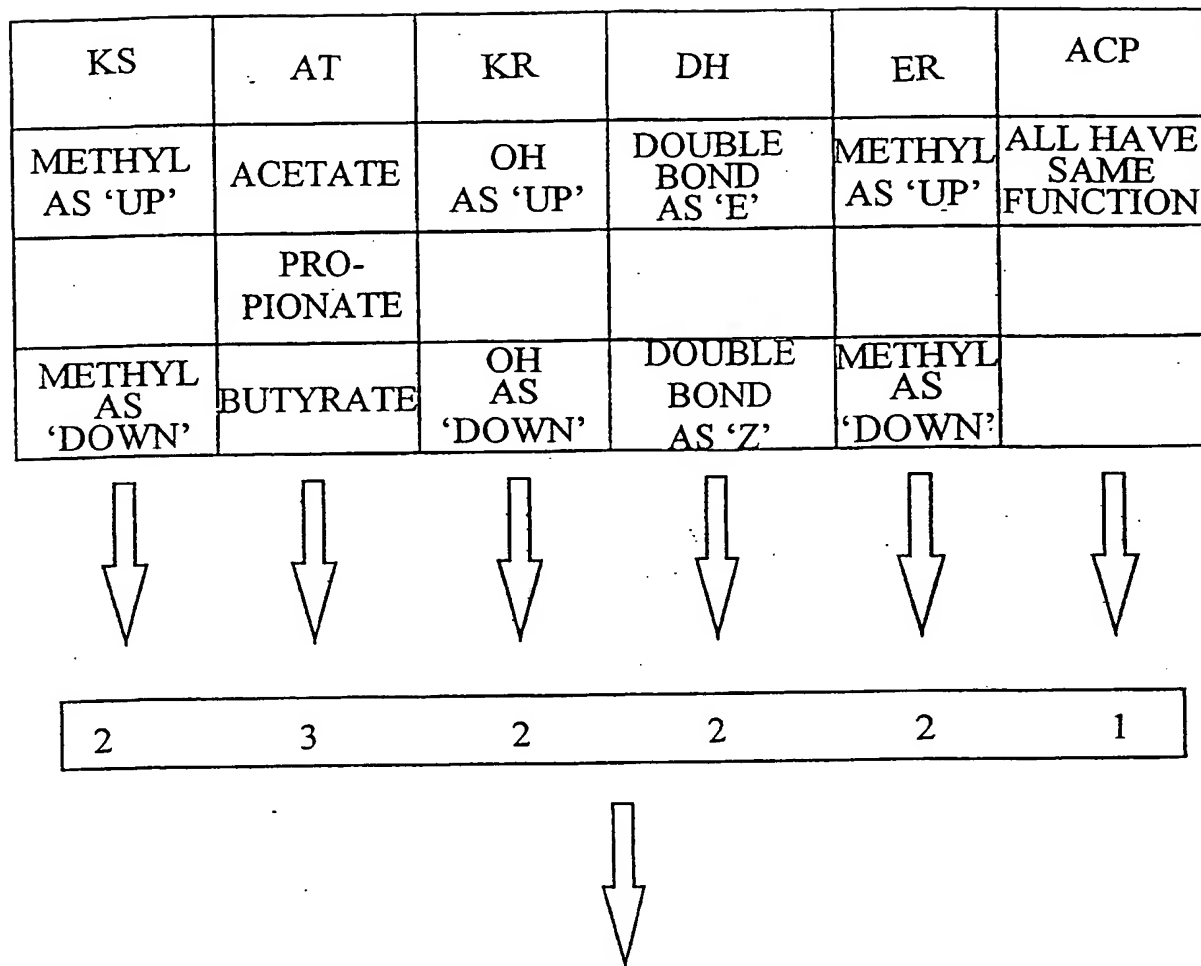 KS AT KR DH ER ACP
METHYL AS ‘UP’ ACETATE OH AS ‘UP’ DOUBLE BOND AS ‘E’ METHYL AS ‘UP’ ALL HAVE SAME FUNCTION
PRO-PIONATE
METHYL AS ‘DOWN’ BUTYRATE OH AS ‘DOWN’ DOUBLE BOND AS ‘Z’ METHYL AS ‘DOWN’
2 3 2 2 2 1